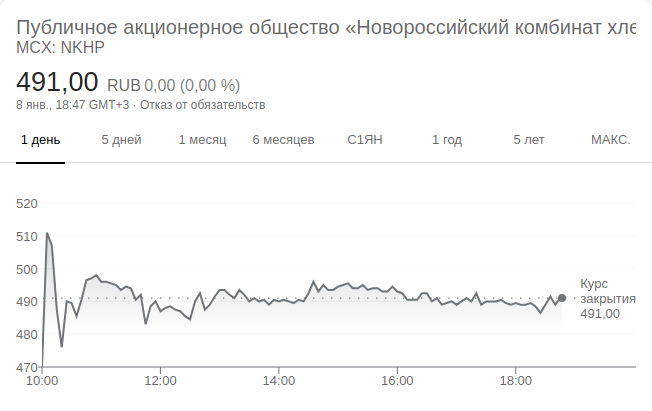 Публичное акционерное общество «Новороссийский комбинат хле
MCX: NKHP
491,00 RUB 0,00 (0,00 %)
8 янв., 18:47 GMT+3 · Отказ от обязательств
1 день 5 дней 1 месяц 6 месяцев С1ЯН 1 год 5 лет МАКС.
520
510
500
490
480
470
Курс
закрытия
491,00
10:00 12:00 14:00 16:00 18:00